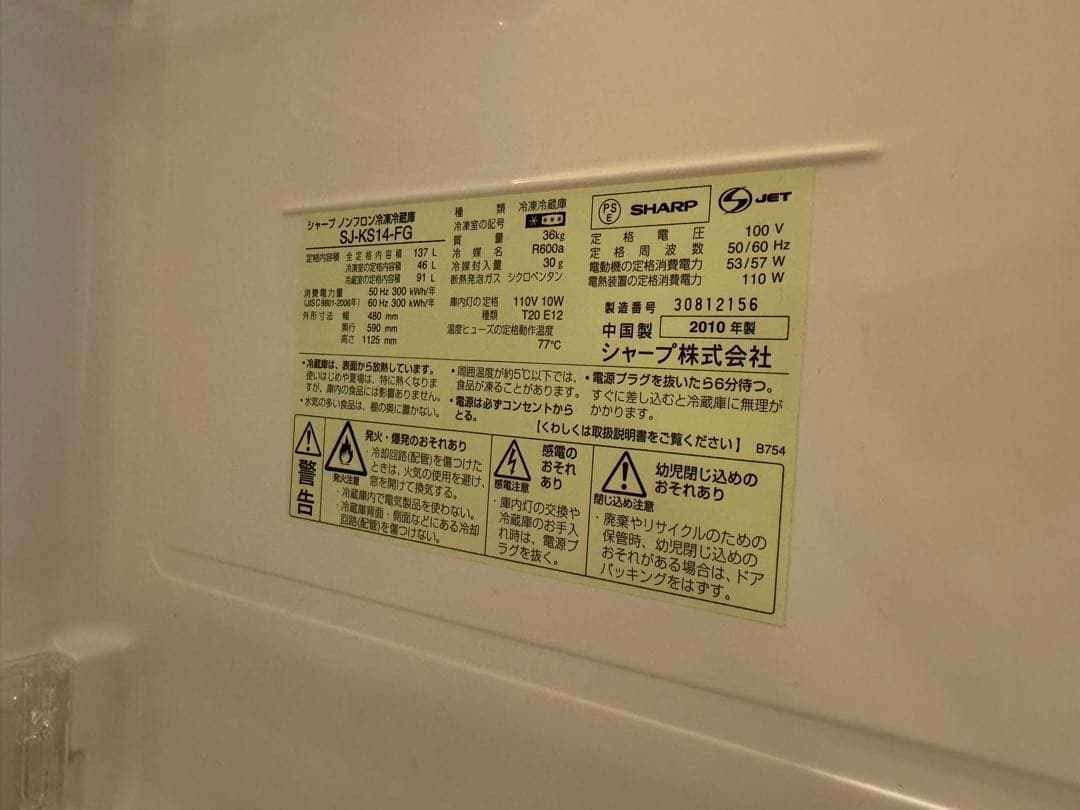 シャープ ノンフロン冷凍冷蔵庫
SJ-KS14-FG
定格内容積 全定格内容積 137 L
冷凍室の定格内容積 46 L
冷蔵室の定格内容積 91 L
消費電力量 50 Hz 300 kWh/年
(JIS C 9801-2006年) 60 Hz 300 kWh/年
外形寸法 幅 480 mm
奥行 590 mm
高さ 1125 mm
種類 冷凍冷蔵庫
冷凍室の記号
質量 36kg
冷媒名 R600a
冷媒封入量 30 g
断熱発泡ガス シクロペンタン
庫内灯の定格 110V 10W
種類 T20 E12
温度ヒューズの定格動作温度
77℃
PS
E
SHARP
JET
定格電圧 100 V
定格周波数 50/60 Hz
電動機の定格消費電力 53/57 W
電熱装置の定格消費電力 110 W
製造番号 30812156
中国製 2010 年製
シャープ株式会社
・冷蔵庫は、表面から放熱しています。
使いはじめや夏場は、特に熱くなりま
すが、庫内の食品には影響ありません。
・水気の多い食品は、棚の奥に置かない。
・周囲温度が約5℃以下では、
食品が凍ることがあります。
・電源は必ずコンセントから
とる。
・電源プラグを抜いたら6分待つ。
すぐに差し込むと冷蔵庫に無理が
かかります。
【くわしくは取扱説明書をご覧ください】 B754
警告
発火注意
発火・爆発のおそれあり
・冷却回路(配管)を傷つけた
ときは、火気の使用を避け、
窓を開けて換気する。
・冷蔵庫内で電気製品を使わない。
・冷蔵庫背面・側面などにある冷却
回路(配管)を傷つけない。
感電注意
感電の
おそれ
あり
・庫内灯の交換や
冷蔵庫のお手入
れ時は、電源プ
ラグを抜く。
閉じ込め注意
幼児閉じ込めの
おそれあり
・廃棄やリサイクルのための
保管時、幼児閉じ込めの
おそれがある場合は、ドア
パッキングをはずす。